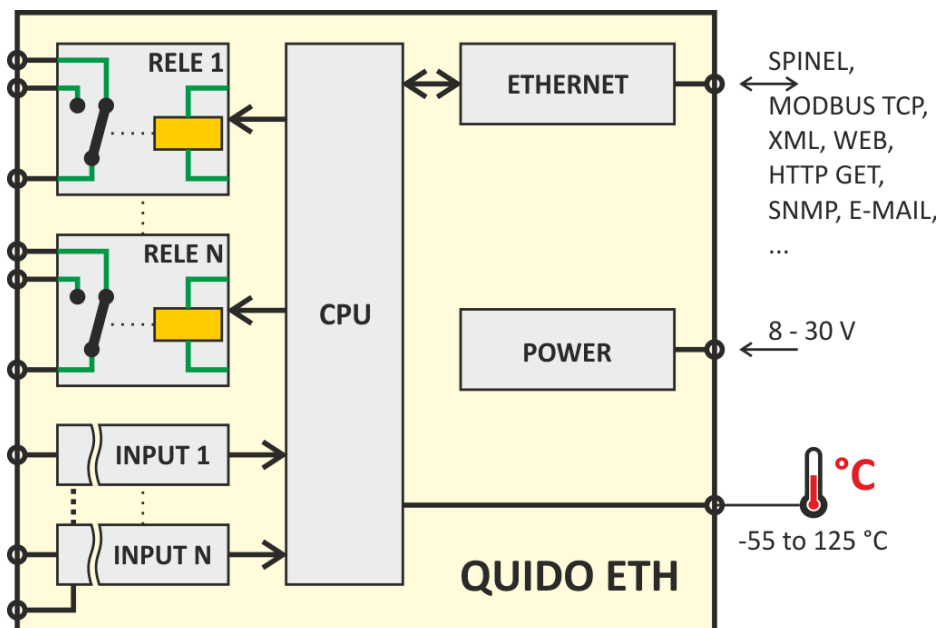 RELE 1
RELE N
INPUT 1
INPUT N
CPU
ETHERNET
POWER
QUIDO ETH
SPINEL,
MODBUS TCP,
XML, WEB,
HTTP GET,
SNMP, E-MAIL,
...
8 - 30 V
°C
-55 to 125 °C